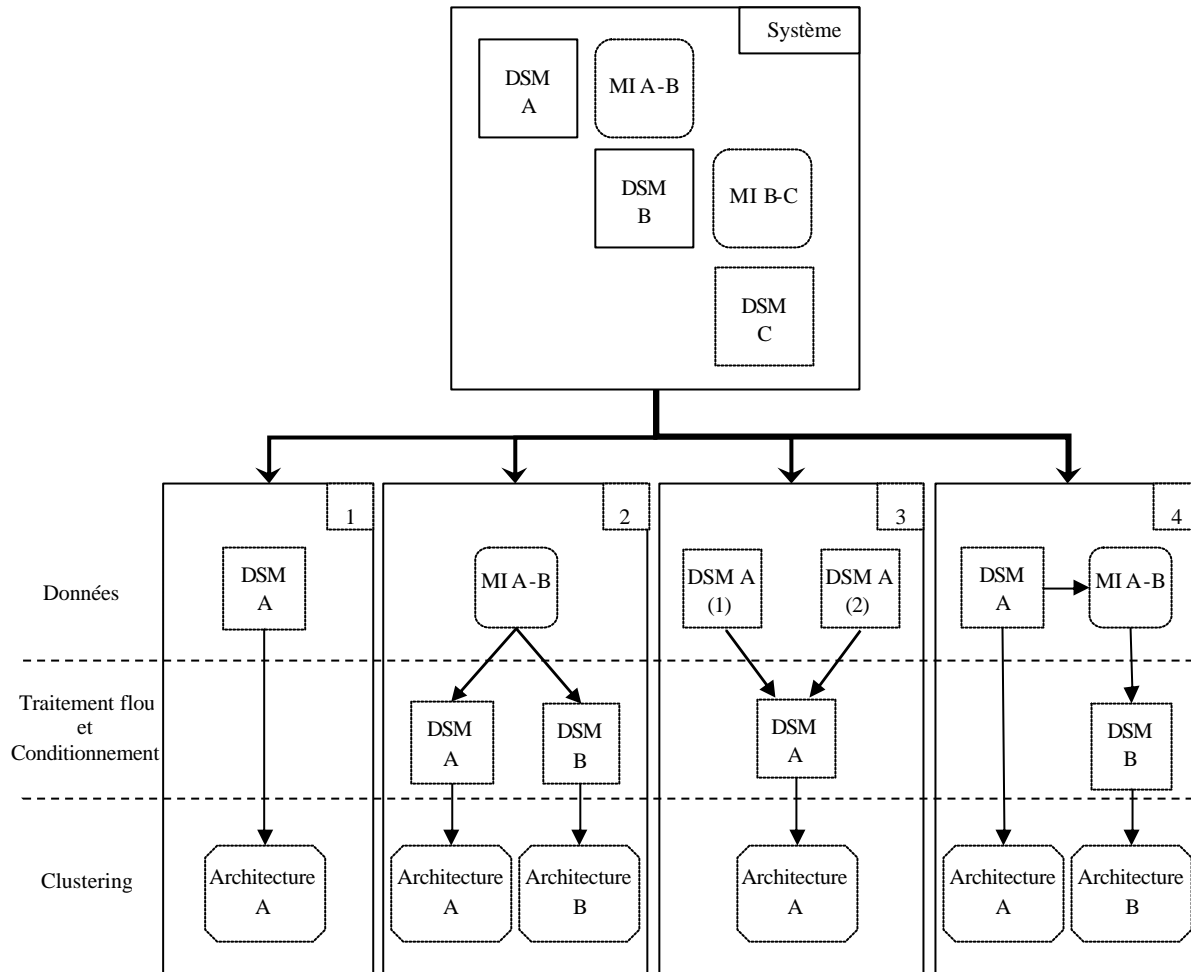 Système
DSM
A
MI A-B
DSM
B
MI B-C
DSM
C
1
2
3
4
Données
DSM
A
MI A-B
DSM A
(1)
DSM A
(2)
DSM
A
MI A-B
Traitement flou
et
Conditionnement
DSM
A
DSM
B
DSM
A
DSM
B
Clustering
Architecture
A
Architecture
A
Architecture
B
Architecture
A
Architecture
A
Architecture
B